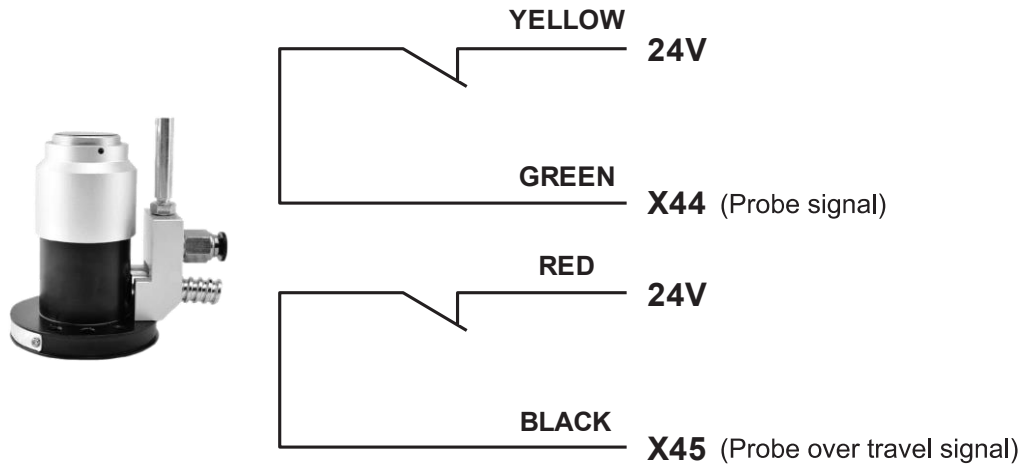 YELLOW
24V
GREEN
X44 (Probe signal)
RED
24V
BLACK
X45 (Probe over travel signal)